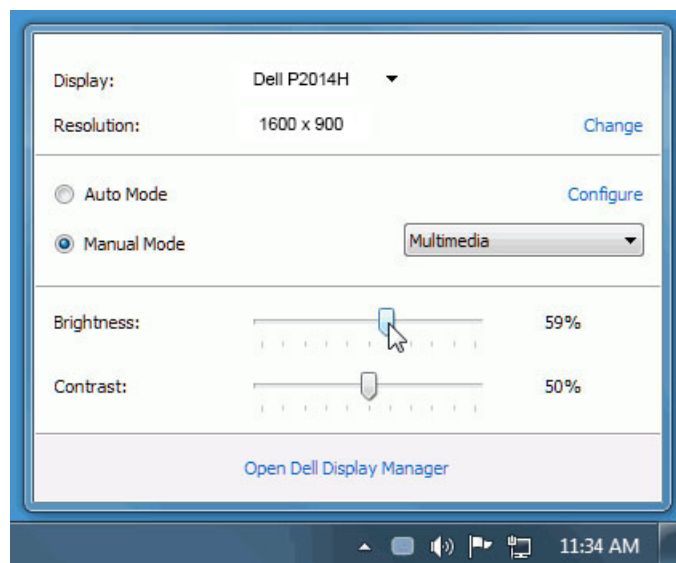 Display: Dell P2014H
Resolution: 1600 x 900 Change
Auto Mode Configure
Manual Mode Multimedia
Brightness: 59%
Contrast: 50%
Open Dell Display Manager
11:34 AM